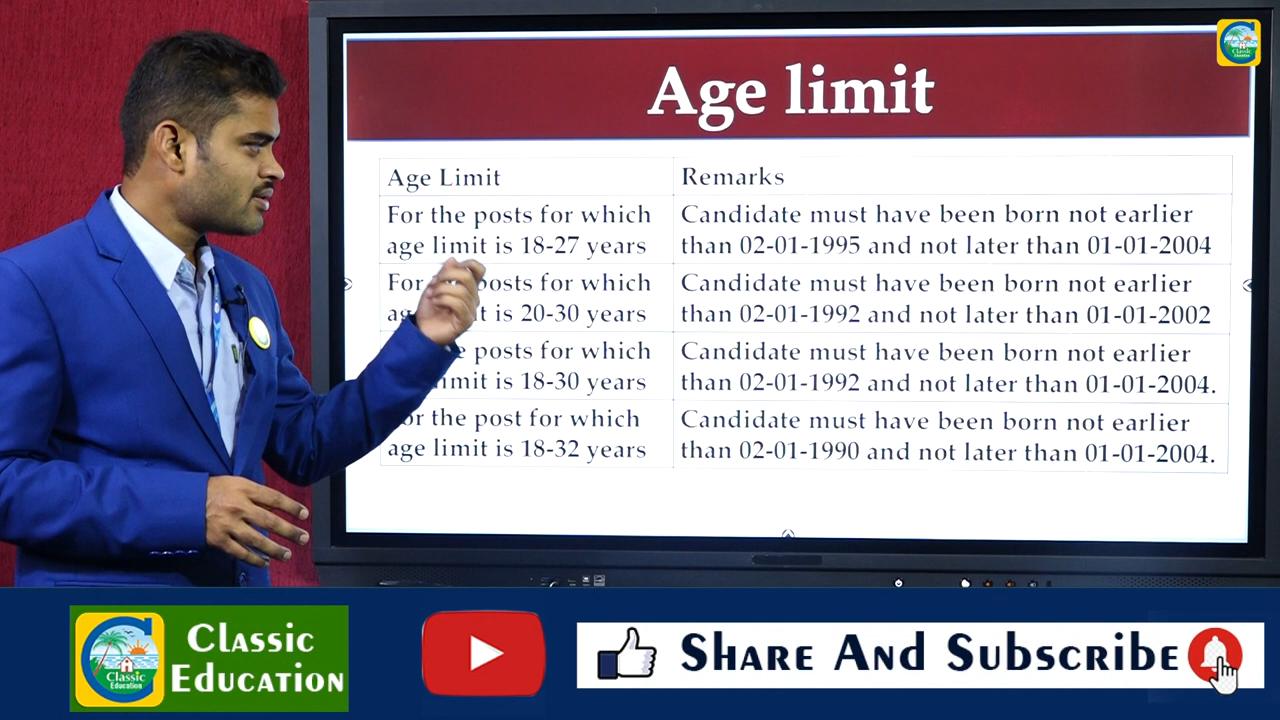 Age limit
Age Limit
Remarks
For the posts for which
age limit is 18-27 years
Candidate must have been born not earlier
than 02-01-1995 and not later than 01-01-2004
For posts for which
is 20-30 years
Candidate must have been born not earlier
than 02-01-1992 and not later than 01-01-2002
posts for which
limit is 18-30 years
Candidate must have been born not earlier
than 02-01-1992 and not later than 01-01-2004.
the post for which
age limit is 18-32 years
Candidate must have been born not earlier
than 02-01-1990 and not later than 01-01-2004.
Classic
Education
Classic
Education
CLASSIC
EDUCATION
SHARE AND SUBSCRIBE